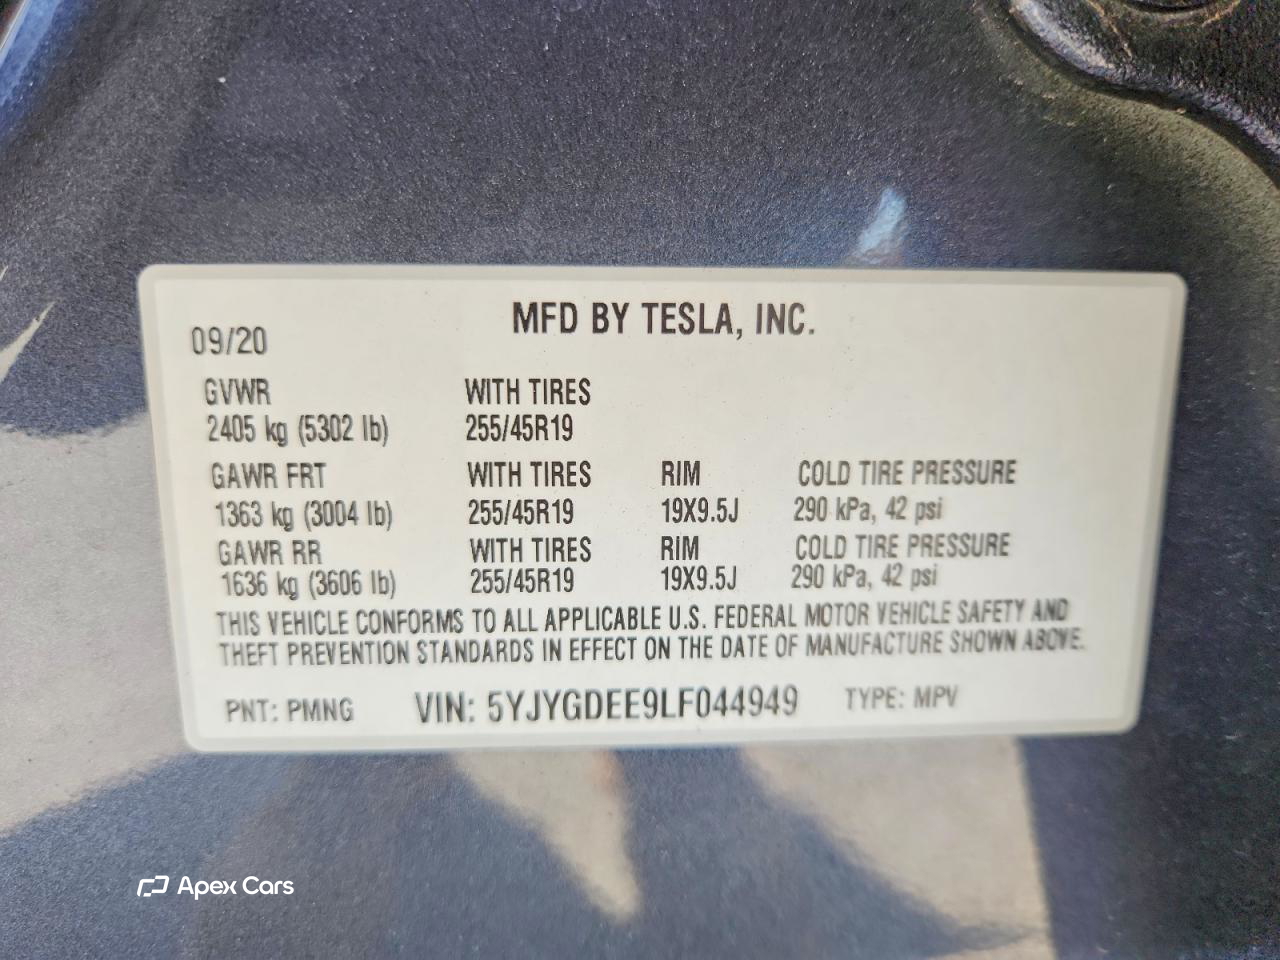 MFD BY TESLA, INC.
09/20
GVWR WITH TIRES
2405 kg (5302 lb) 255/45R19
GAWR FRT WITH TIRES RIM COLD TIRE PRESSURE
1363 kg (3004 lb) 255/45R19 19X9.5J 290 kPa, 42 psi
GAWR RR WITH TIRES RIM COLD TIRE PRESSURE
1636 kg (3606 lb) 255/45R19 19X9.5J 290 kPa, 42 psi
THIS VEHICLE CONFORMS TO ALL APPLICABLE U.S. FEDERAL MOTOR VEHICLE SAFETY AND
THEFT PREVENTION STANDARDS IN EFFECT ON THE DATE OF MANUFACTURE SHOWN ABOVE.
PNT: PMNG VIN: 5YJYGDEE9LF044949 TYPE: MPV
Apex Cars